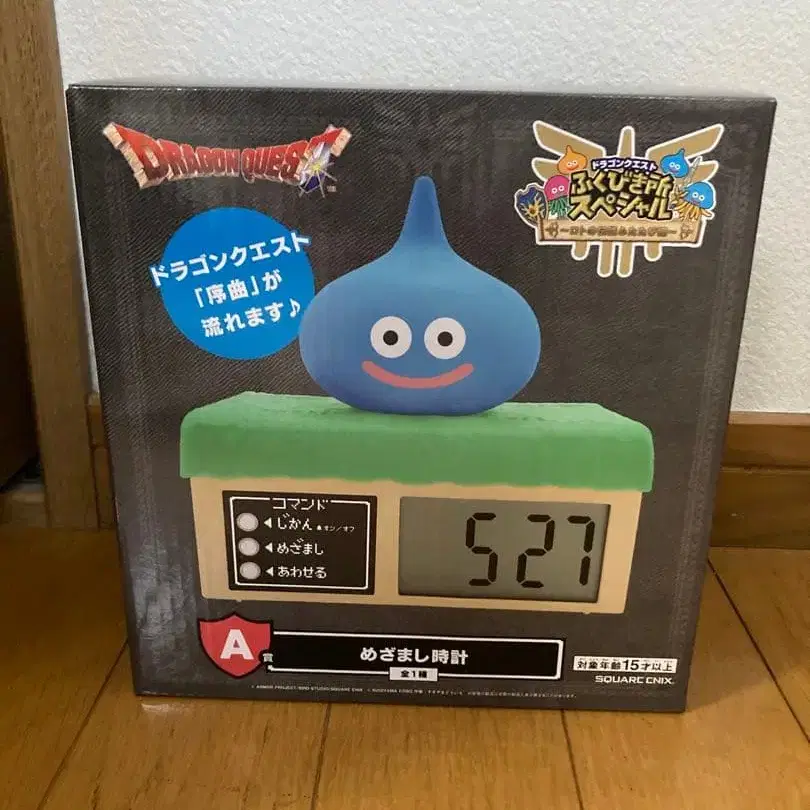 DRAGON QUEST
ドラゴンクエスト
ふくびき所
スペシャル
ドラゴンクエスト
「序曲」が
流れます♪
コマンド
◀じかん ●オン/オフ
◀めざまし
◀あわせる
527
A賞
めざまし時計
全1種
対象年齢15才以上
SQUARE ENIX